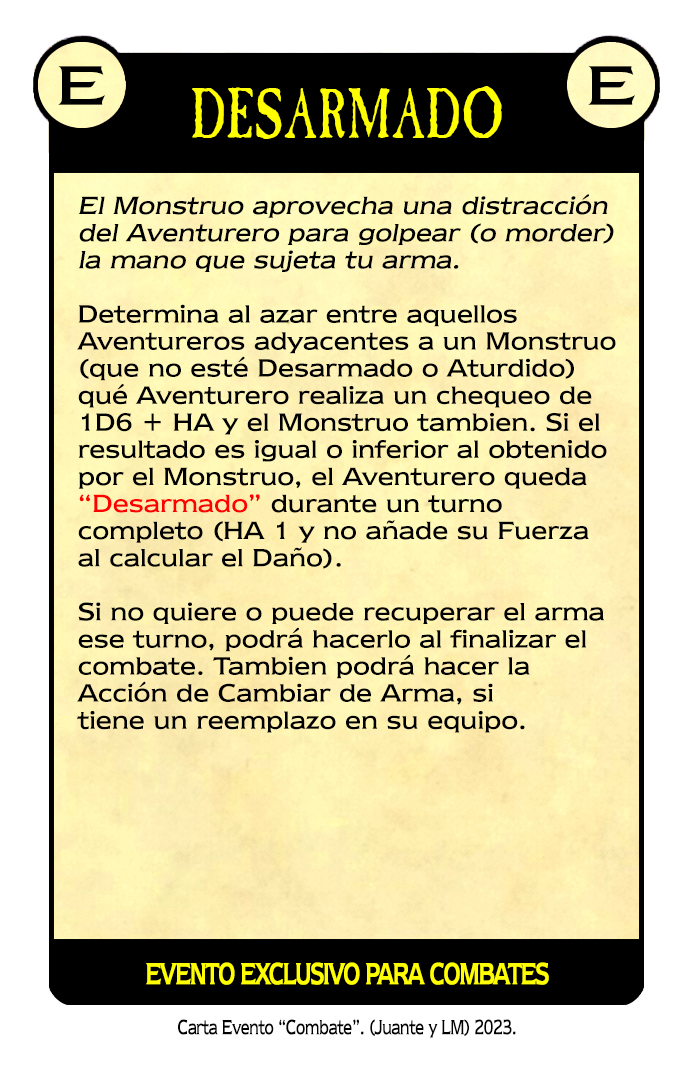 E
DESARMADO
E
El Monstruo aprovecha una distracción
del Aventurero para golpear (o morder)
la mano que sujeta tu arma.
Determina al azar entre aquellos
Aventureros adyacentes a un Monstruo
(que no esté Desarmado o Aturdido)
qué Aventurero realiza un chequeo de
1D6 + HA y el Monstruo tambien. Si el
resultado es igual o inferior al obtenido
por el Monstruo, el Aventurero queda
“Desarmado” durante un turno
completo (HA 1 y no añade su Fuerza
al calcular el Daño).
Si no quiere o puede recuperar el arma
ese turno, podrá hacerlo al finalizar el
combate. Tambien podrá hacer la
Acción de Cambiar de Arma, si
tiene un reemplazo en su equipo.
EVENTO EXCLUSIVO PARA COMBATES
Carta Evento “Combate”. (Juante y LM) 2023.